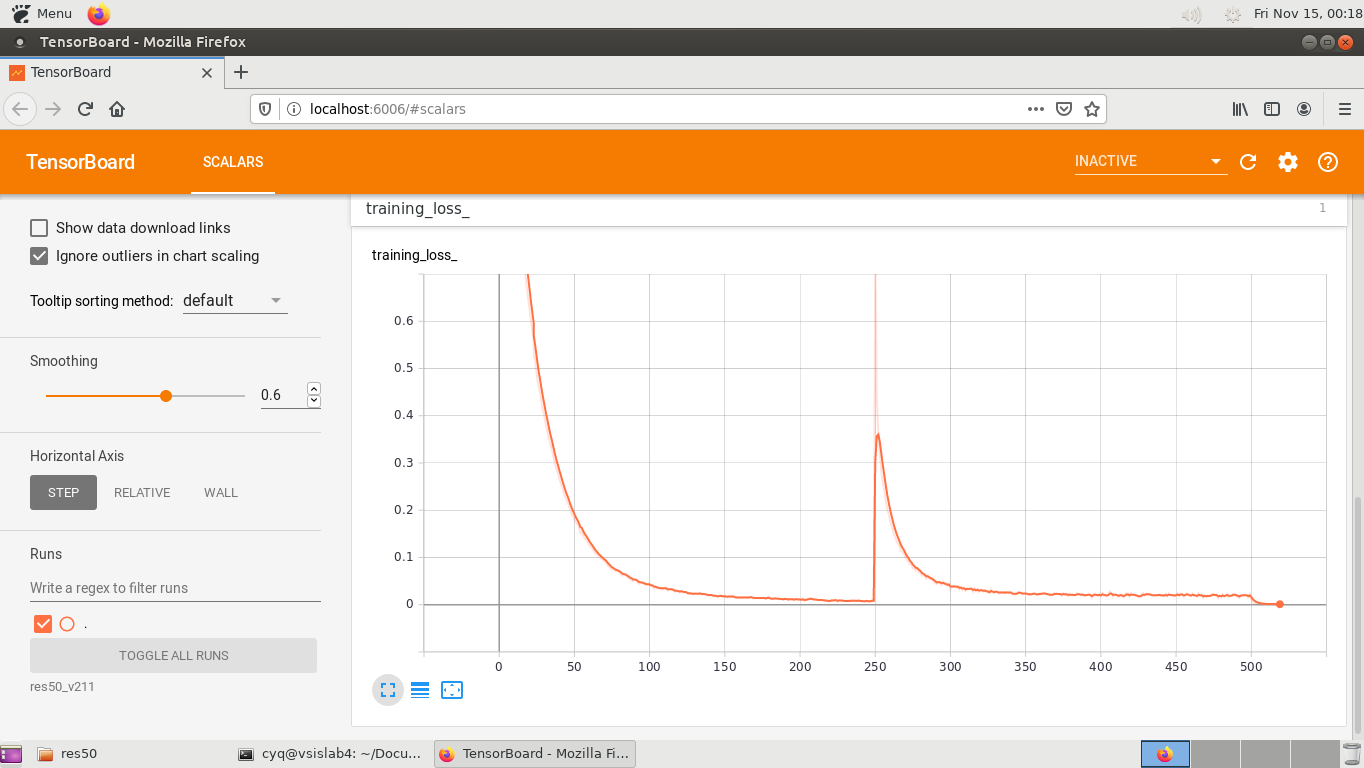 Menu
Fri Nov 15, 00:18
TensorBoard - Mozilla Firefox
TensorBoard
localhost:6006/#scalars
TensorBoard
SCALARS
INACTIVE
Show data download links
Ignore outliers in chart scaling
Tooltip sorting method: default
Smoothing
0.6
Horizontal Axis
STEP RELATIVE WALL
Runs
Write a regex to filter runs
.
TOGGLE ALL RUNS
res50_v211
training_loss_ 1
training_loss_
0.6
0.5
0.4
0.3
0.2
0.1
0
0 50 100 150 200 250 300 350 400 450 500
res50
cyq@vsislab4: ~/Docu...
TensorBoard - Mozilla Fi...